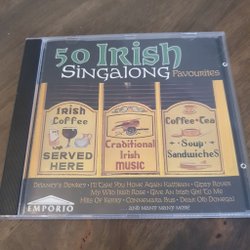 50 IRISH
SINGALONG Favourites
IRISH
COFFEE
SERVED
HERE
Traditional
Irish
MUSIC
COFFEE • TEA
Soup
Sandwiches
Delaney's Donkey • I'll Take You Home Again Kathleen • Gipsy Rover
My Wild Irish Rose • Give An Irish Girl To Me
Hills Of Kerry • Connemara Bus • Dear Old Donegal
and many many more
EMPORIO